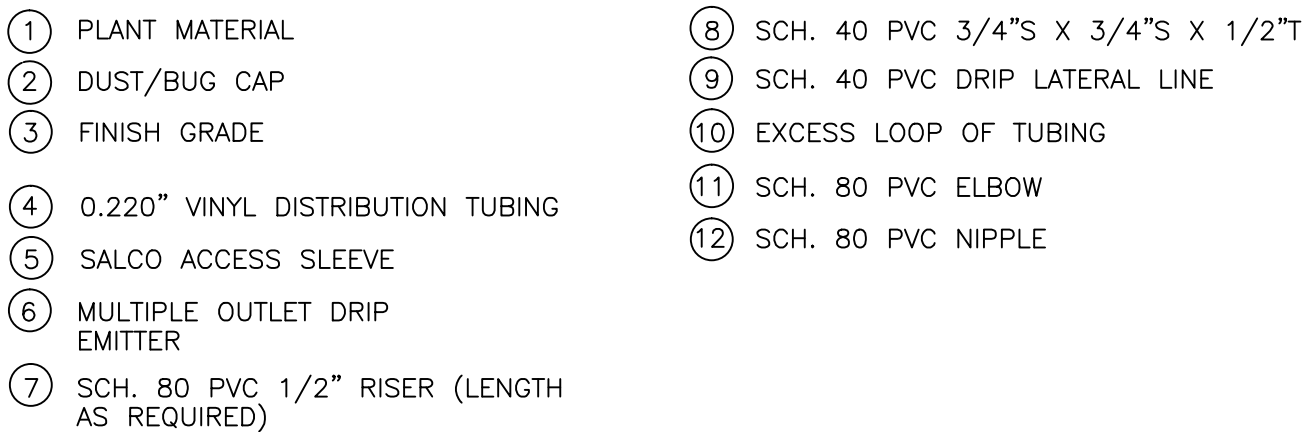 1 PLANT MATERIAL
2 DUST/BUG CAP
3 FINISH GRADE
4 0.220” VINYL DISTRIBUTION TUBING
5 SALCO ACCESS SLEEVE
6 MULTIPLE OUTLET DRIP
EMITTER
7 SCH. 80 PVC 1/2” RISER (LENGTH
AS REQUIRED)
8 SCH. 40 PVC 3/4”S X 3/4”S X 1/2”T
9 SCH. 40 PVC DRIP LATERAL LINE
10 EXCESS LOOP OF TUBING
11 SCH. 80 PVC ELBOW
12 SCH. 80 PVC NIPPLE